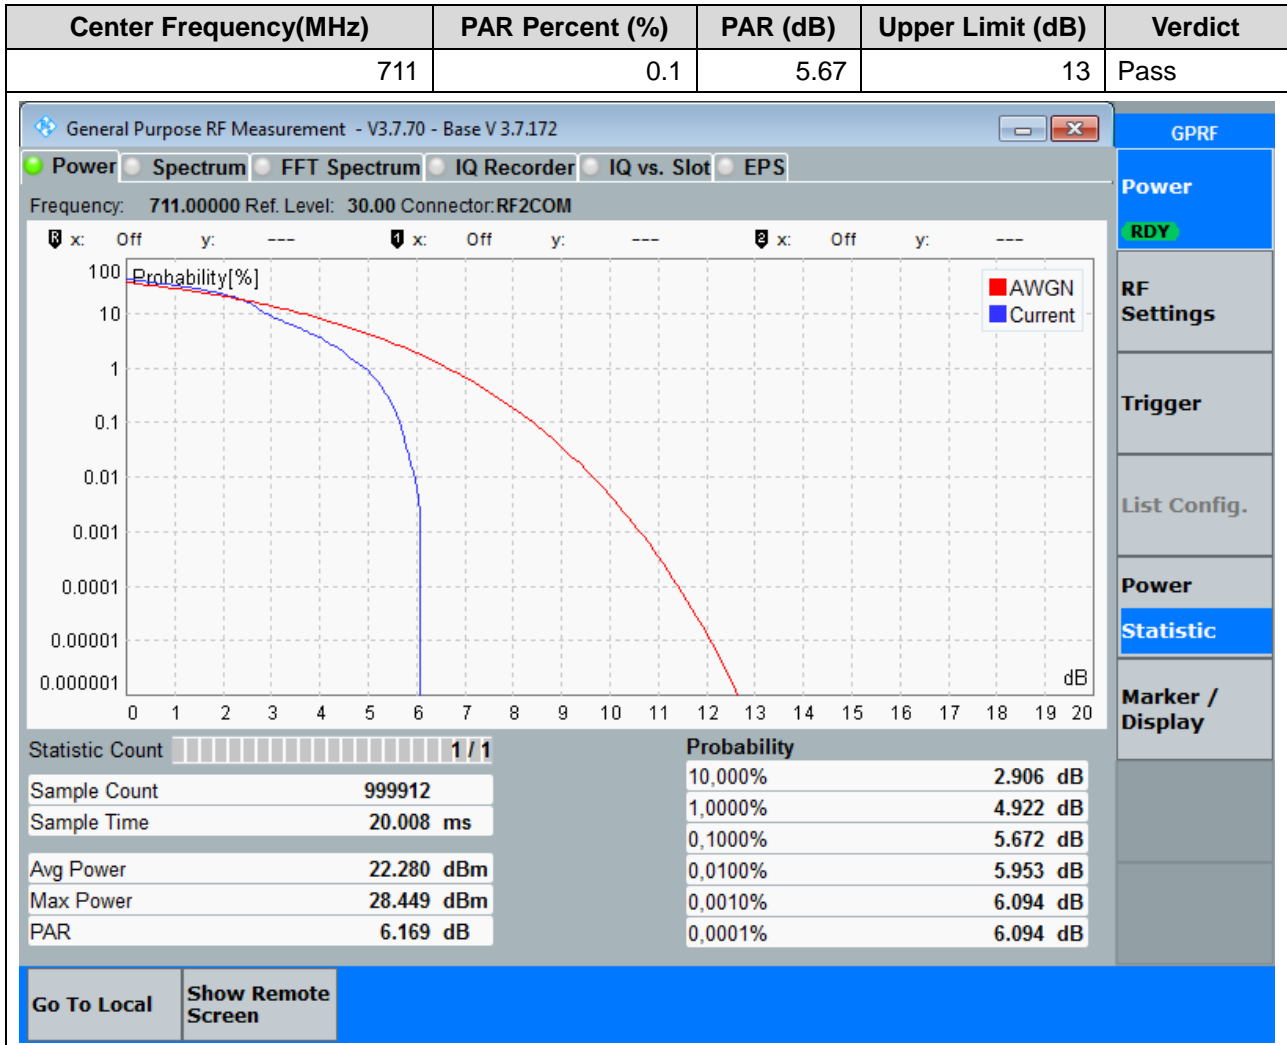 Center Frequency(MHz) PAR Percent (%) PAR (dB) Upper Limit (dB) Verdict
711 0.1 5.67 13 Pass
General Purpose RF Measurement - V3.7.70 - Base V 3.7.172
GPRF
Power Spectrum FFT Spectrum IQ Recorder IQ vs. Slot EPS
Frequency: 711.00000 Ref. Level: 30.00 Connector:RF2COM
R x: Off y: --- 1 x: Off y: --- 2 x: Off y: ---
Probability[%]
100
10
1
0.1
0.01
0.001
0.0001
0.00001
0.000001
AWGN
Current
dB
0 1 2 3 4 5 6 7 8 9 10 11 12 13 14 15 16 17 18 19 20
Statistic Count 1 / 1
Sample Count 999912
Sample Time 20.008 ms
Avg Power 22.280 dBm
Max Power 28.449 dBm
PAR 6.169 dB
Probability
10,000% 2.906 dB
1,0000% 4.922 dB
0,1000% 5.672 dB
0,0100% 5.953 dB
0,0010% 6.094 dB
0,0001% 6.094 dB
Power
RDY
RF
Settings
Trigger
List Config.
Power
Statistic
Marker /
Display
Go To Local
Show Remote
Screen